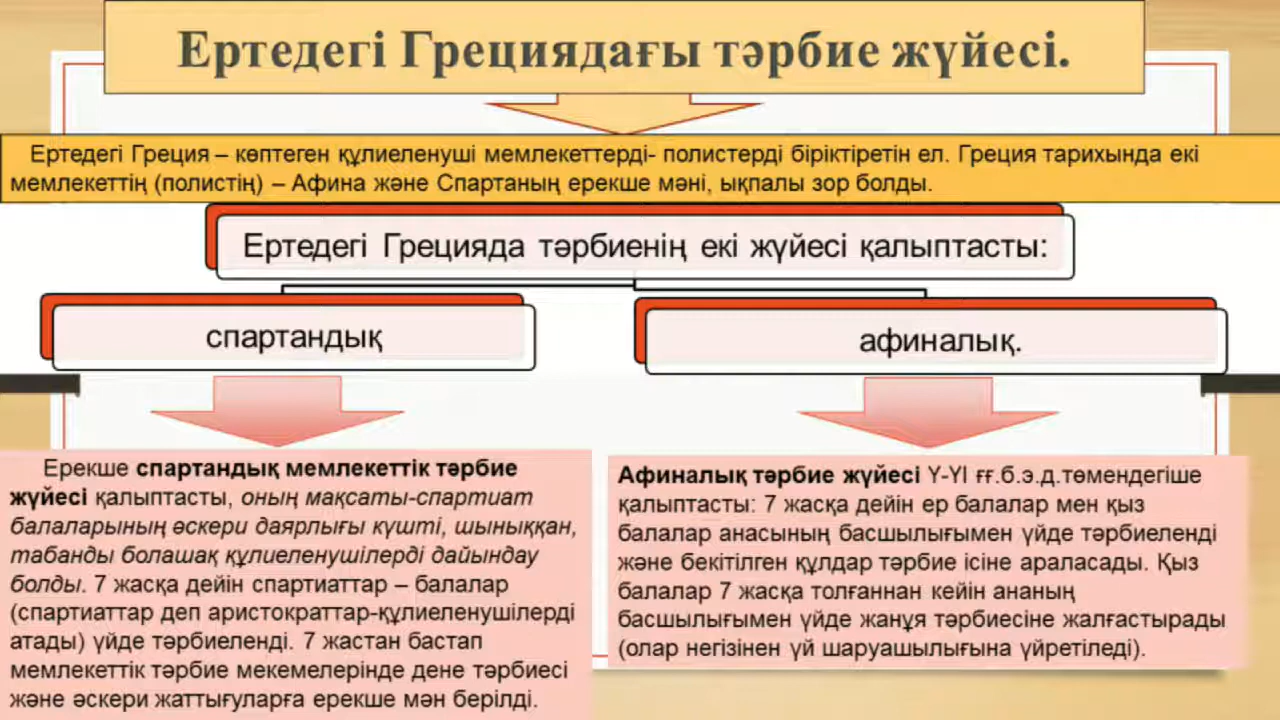 Ертедегі Грециядағы тәрбие жүйесі.
Ертедегі Греция – көптеген құлиеленуші мемлекеттерді- полистерді біріктіретін ел. Греция тарихында екі
мемлекеттің (полистің) – Афина және Спартаның ерекше мәні, ықпалы зор болды.
Ертедегі Грецияда тәрбиенің екі жүйесі қалыптасты:
спартандық
афиналық.
Ерекше спартандық мемлекеттік тәрбие
жүйесі қалыптасты, оның мақсаты-спартиат
балаларының әскери даярлығы күшті, шыныққан,
табанды болашақ құлиеленушілерді дайындау
болды. 7 жасқа дейін спартиаттар – балалар
(спартиаттар деп аристократтар-құлиеленушілерді
атады) үйде тәрбиеленді. 7 жастан бастап
мемлекеттік тәрбие мекемелерінде дене тәрбиесі
және әскери жаттығуларға ерекше мән берілді.
Афиналық тәрбие жүйесі Ү-ҮІ ғғ.б.э.д.төмендегіше
қалыптасты: 7 жасқа дейін ер балалар мен қыз
балалар анасының басшылығымен үйде тәрбиеленді
және бекітілген құлдар тәрбие ісіне араласады. Қыз
балалар 7 жасқа толғаннан кейін ананың
басшылығымен үйде жанұя тәрбиесіне жалғастырады
(олар негізінен үй шаруашылығына үйретіледі).